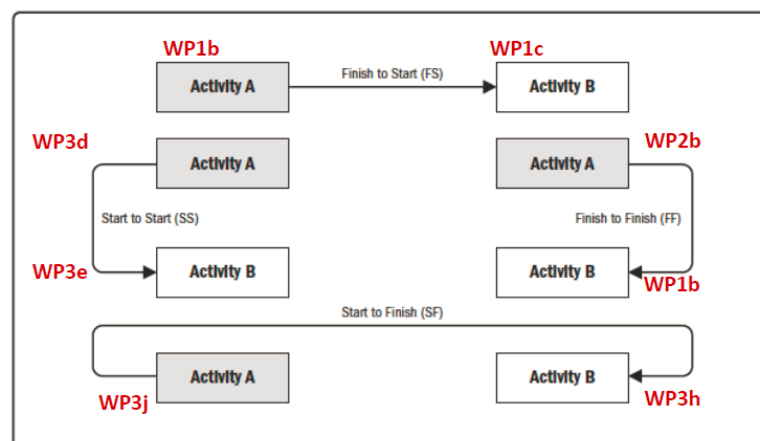 WP1b
WP1c
Activity A
Finish to Start (FS)
Activity B
WP3d
WP2b
Activity A
Activity A
Start to Start (SS)
Finish to Finish (FF)
WP3e
Activity B
Activity B
WP1b
Start to Finish (SF)
Activity A
Activity B
WP3j
WP3h